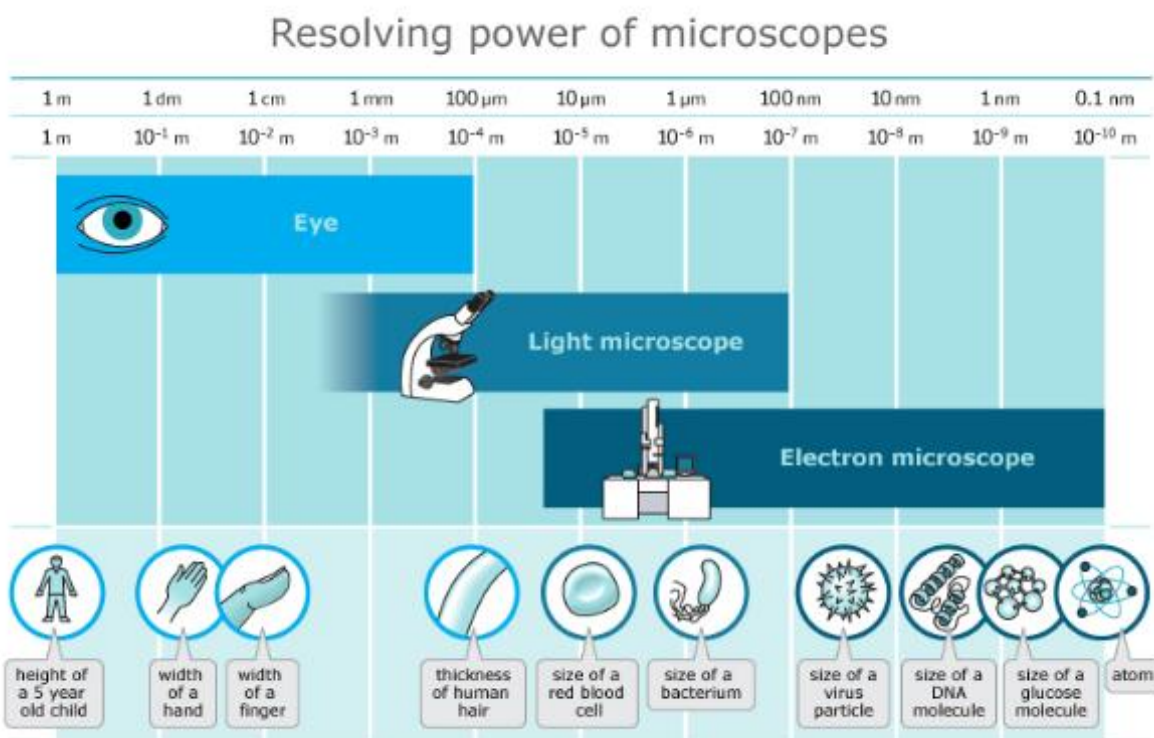 Resolving power of microscopes
1 m 1 dm 1 cm 1 mm 100 µm 10 µm 1 µm 100 nm 10 nm 1 nm 0.1 nm
1 m 10⁻¹ m 10⁻² m 10⁻³ m 10⁻⁴ m 10⁻⁵ m 10⁻⁶ m 10⁻⁷ m 10⁻⁸ m 10⁻⁹ m 10⁻¹⁰ m
Eye
Light microscope
Electron microscope
height of
a 5 year
old child
width
of a
hand
width
of a
finger
thickness
of human
hair
size of a
red blood
cell
size of a
bacterium
size of a
virus
particle
size of a
DNA
molecule
size of a
glucose
molecule
atom